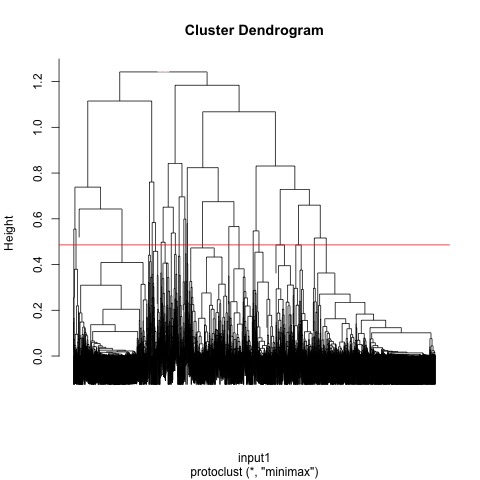 Cluster Dendrogram
Height
1.2
1.0
0.8
0.6
0.4
0.2
0.0
input1
protoclust (*, "minimax")